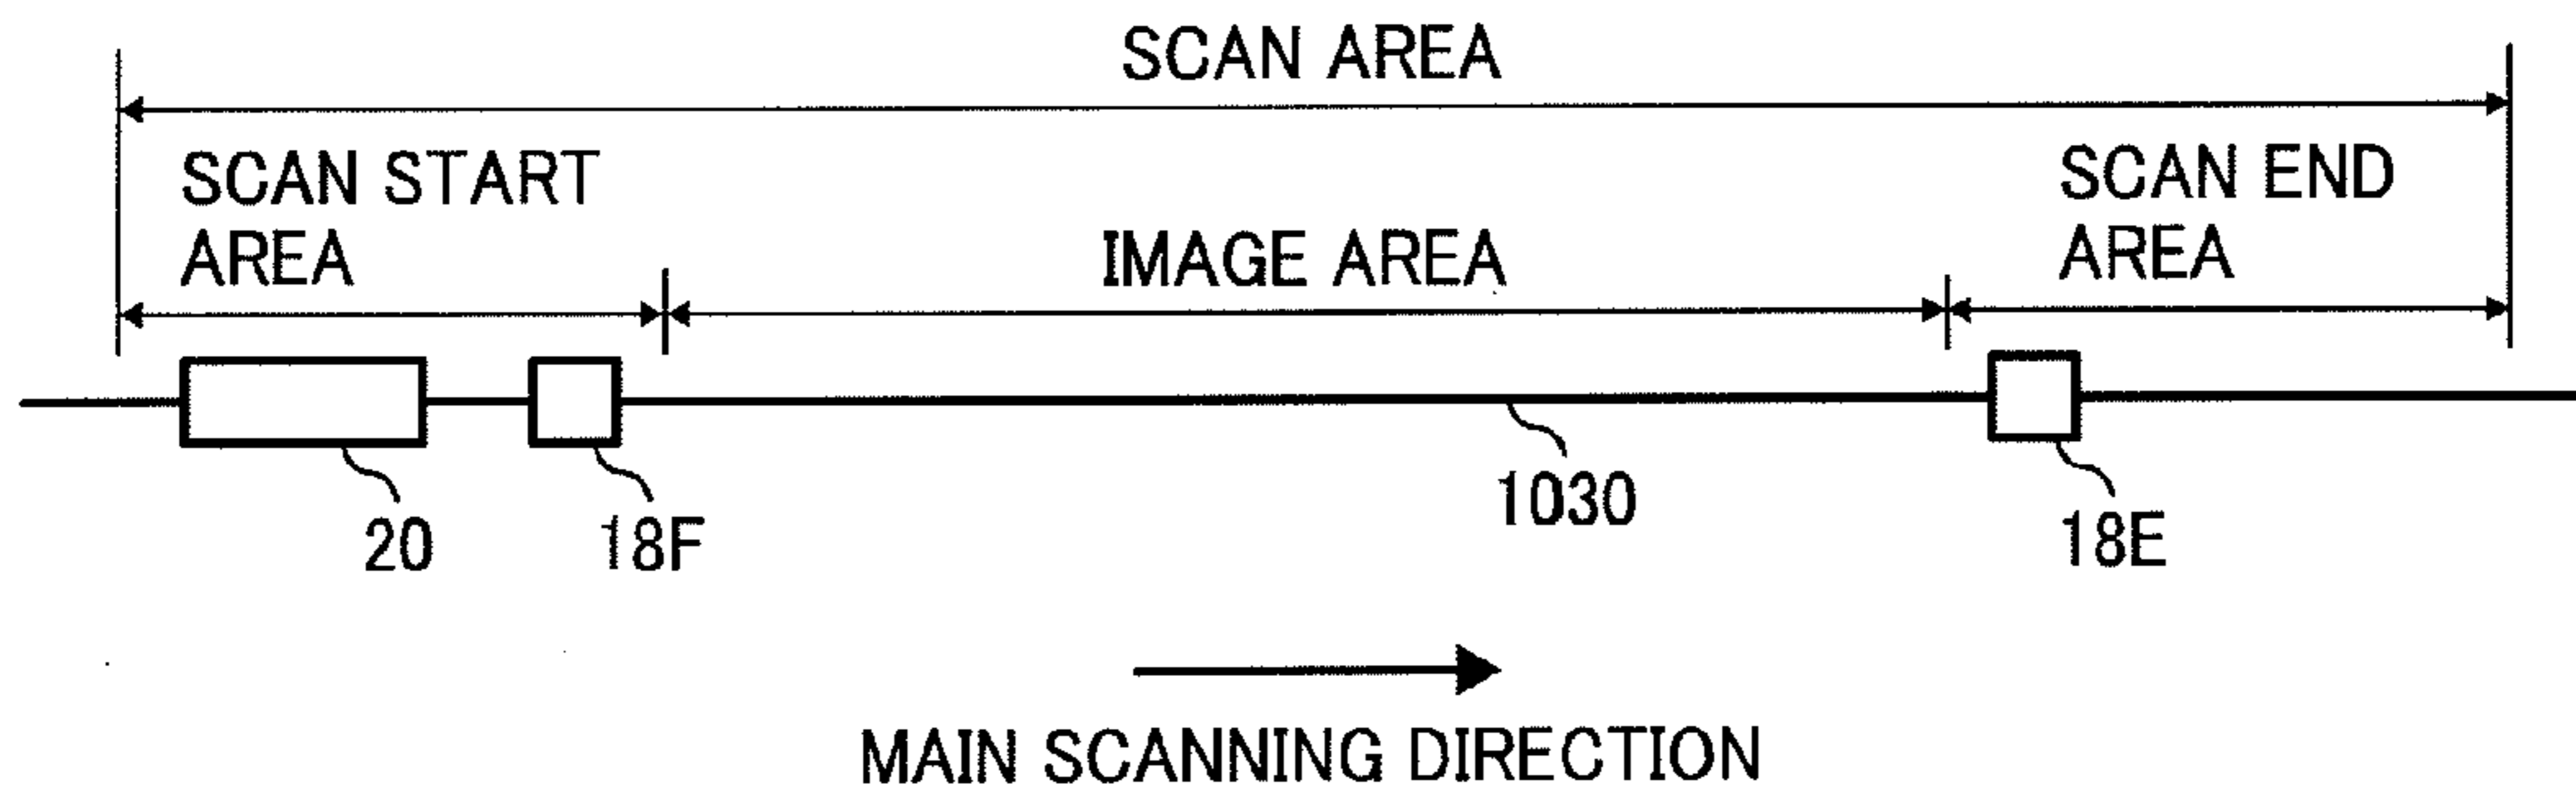 SCAN AREA
SCAN START
AREA
IMAGE AREA
SCAN END
AREA
20
18F
1030
18E
MAIN SCANNING DIRECTION